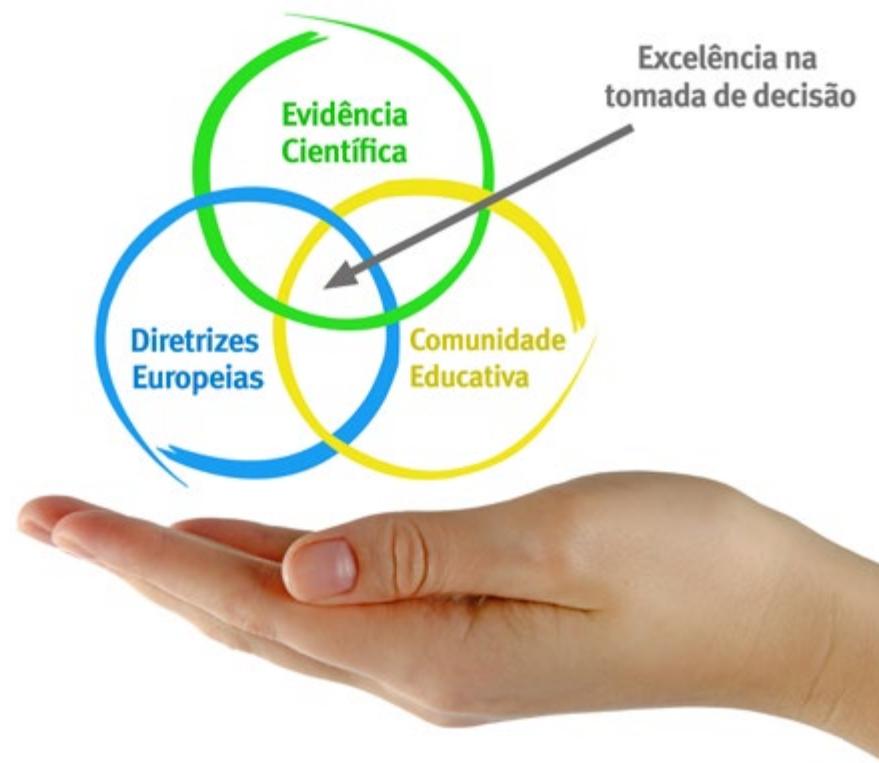 Evidência
Científica
Excelência na
tomada de decisão
Diretrizes
Europeias
Comunidade
Educativa